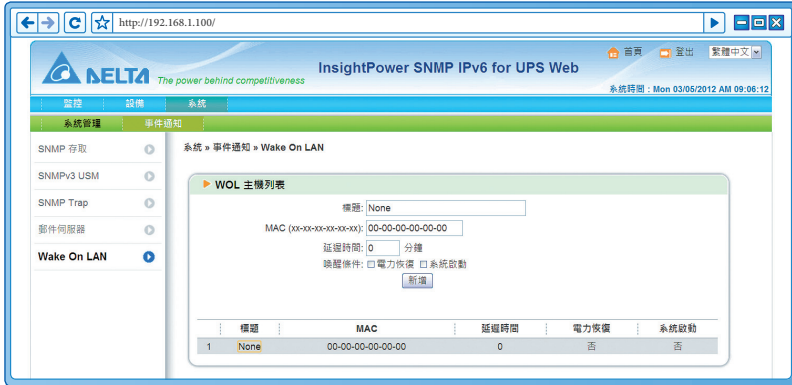 http://192.168.1.100/
DELTA The power behind competitiveness
InsightPower SNMP IPv6 for UPS Web
首頁 登出 繁體中文
系統時間 : Mon 03/05/2012 AM 09:06:12
監控 設備 系統
系統管理 事件通知
SNMP 存取
SNMPv3 USM
SNMP Trap
郵件伺服器
Wake On LAN
系統 » 事件通知 » Wake On LAN
WOL 主機列表
標題: None
MAC (xx-xx-xx-xx-xx-xx): 00-00-00-00-00-00
延遲時間: 0 分鐘
喚醒條件: 電力恢復 系統啟動
新增
標題 MAC 延遲時間 電力恢復 系統啟動
1 None 00-00-00-00-00-00 0 否 否